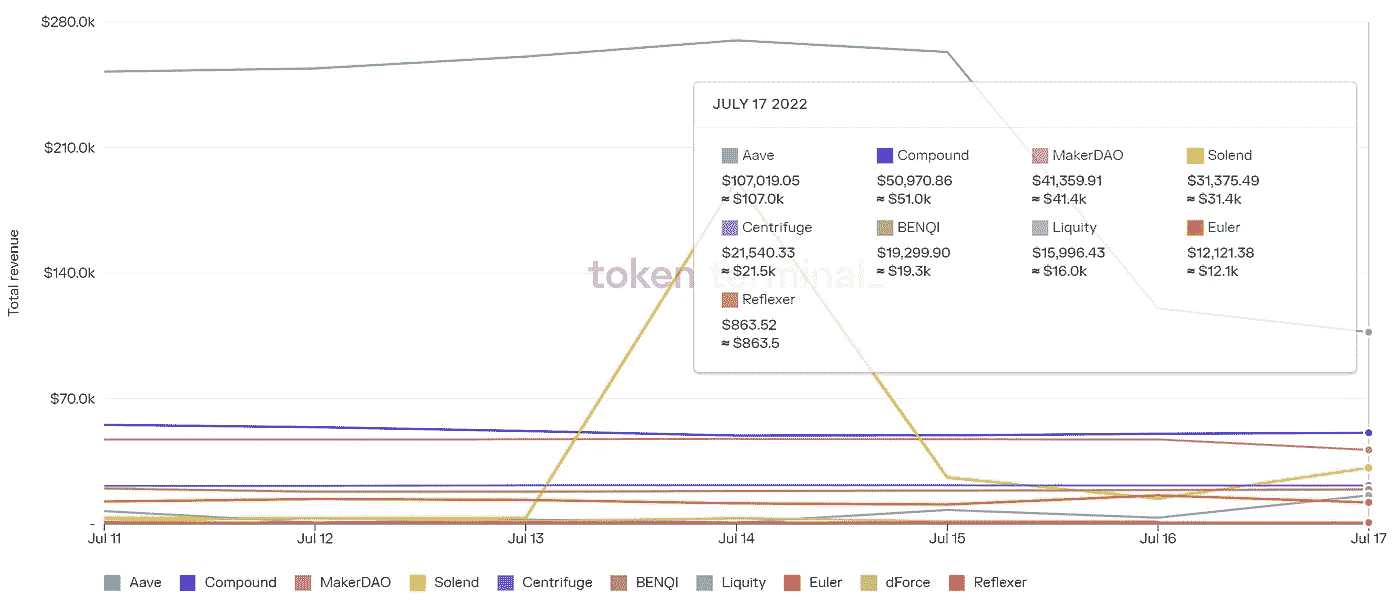 $280.0k
$210.0k
$140.0k
$70.0k
-
Total revenue
token terminal_
JULY 17 2022
Aave Compound MakerDAO Solend
$107,019.05 $50,970.86 $41,359.91 $31,375.49
≈ $107.0k ≈ $51.0k ≈ $41.4k ≈ $31.4k
Centrifuge BENQI Liquity Euler
$21,540.33 $19,299.90 $15,996.43 $12,121.38
≈ $21.5k ≈ $19.3k ≈ $16.0k ≈ $12.1k
Reflexer
$863.52
≈ $863.5
Jul 11 Jul 12 Jul 13 Jul 14 Jul 15 Jul 16 Jul 17
Aave Compound MakerDAO Solend Centrifuge BENQI Liquity Euler dForce Reflexer